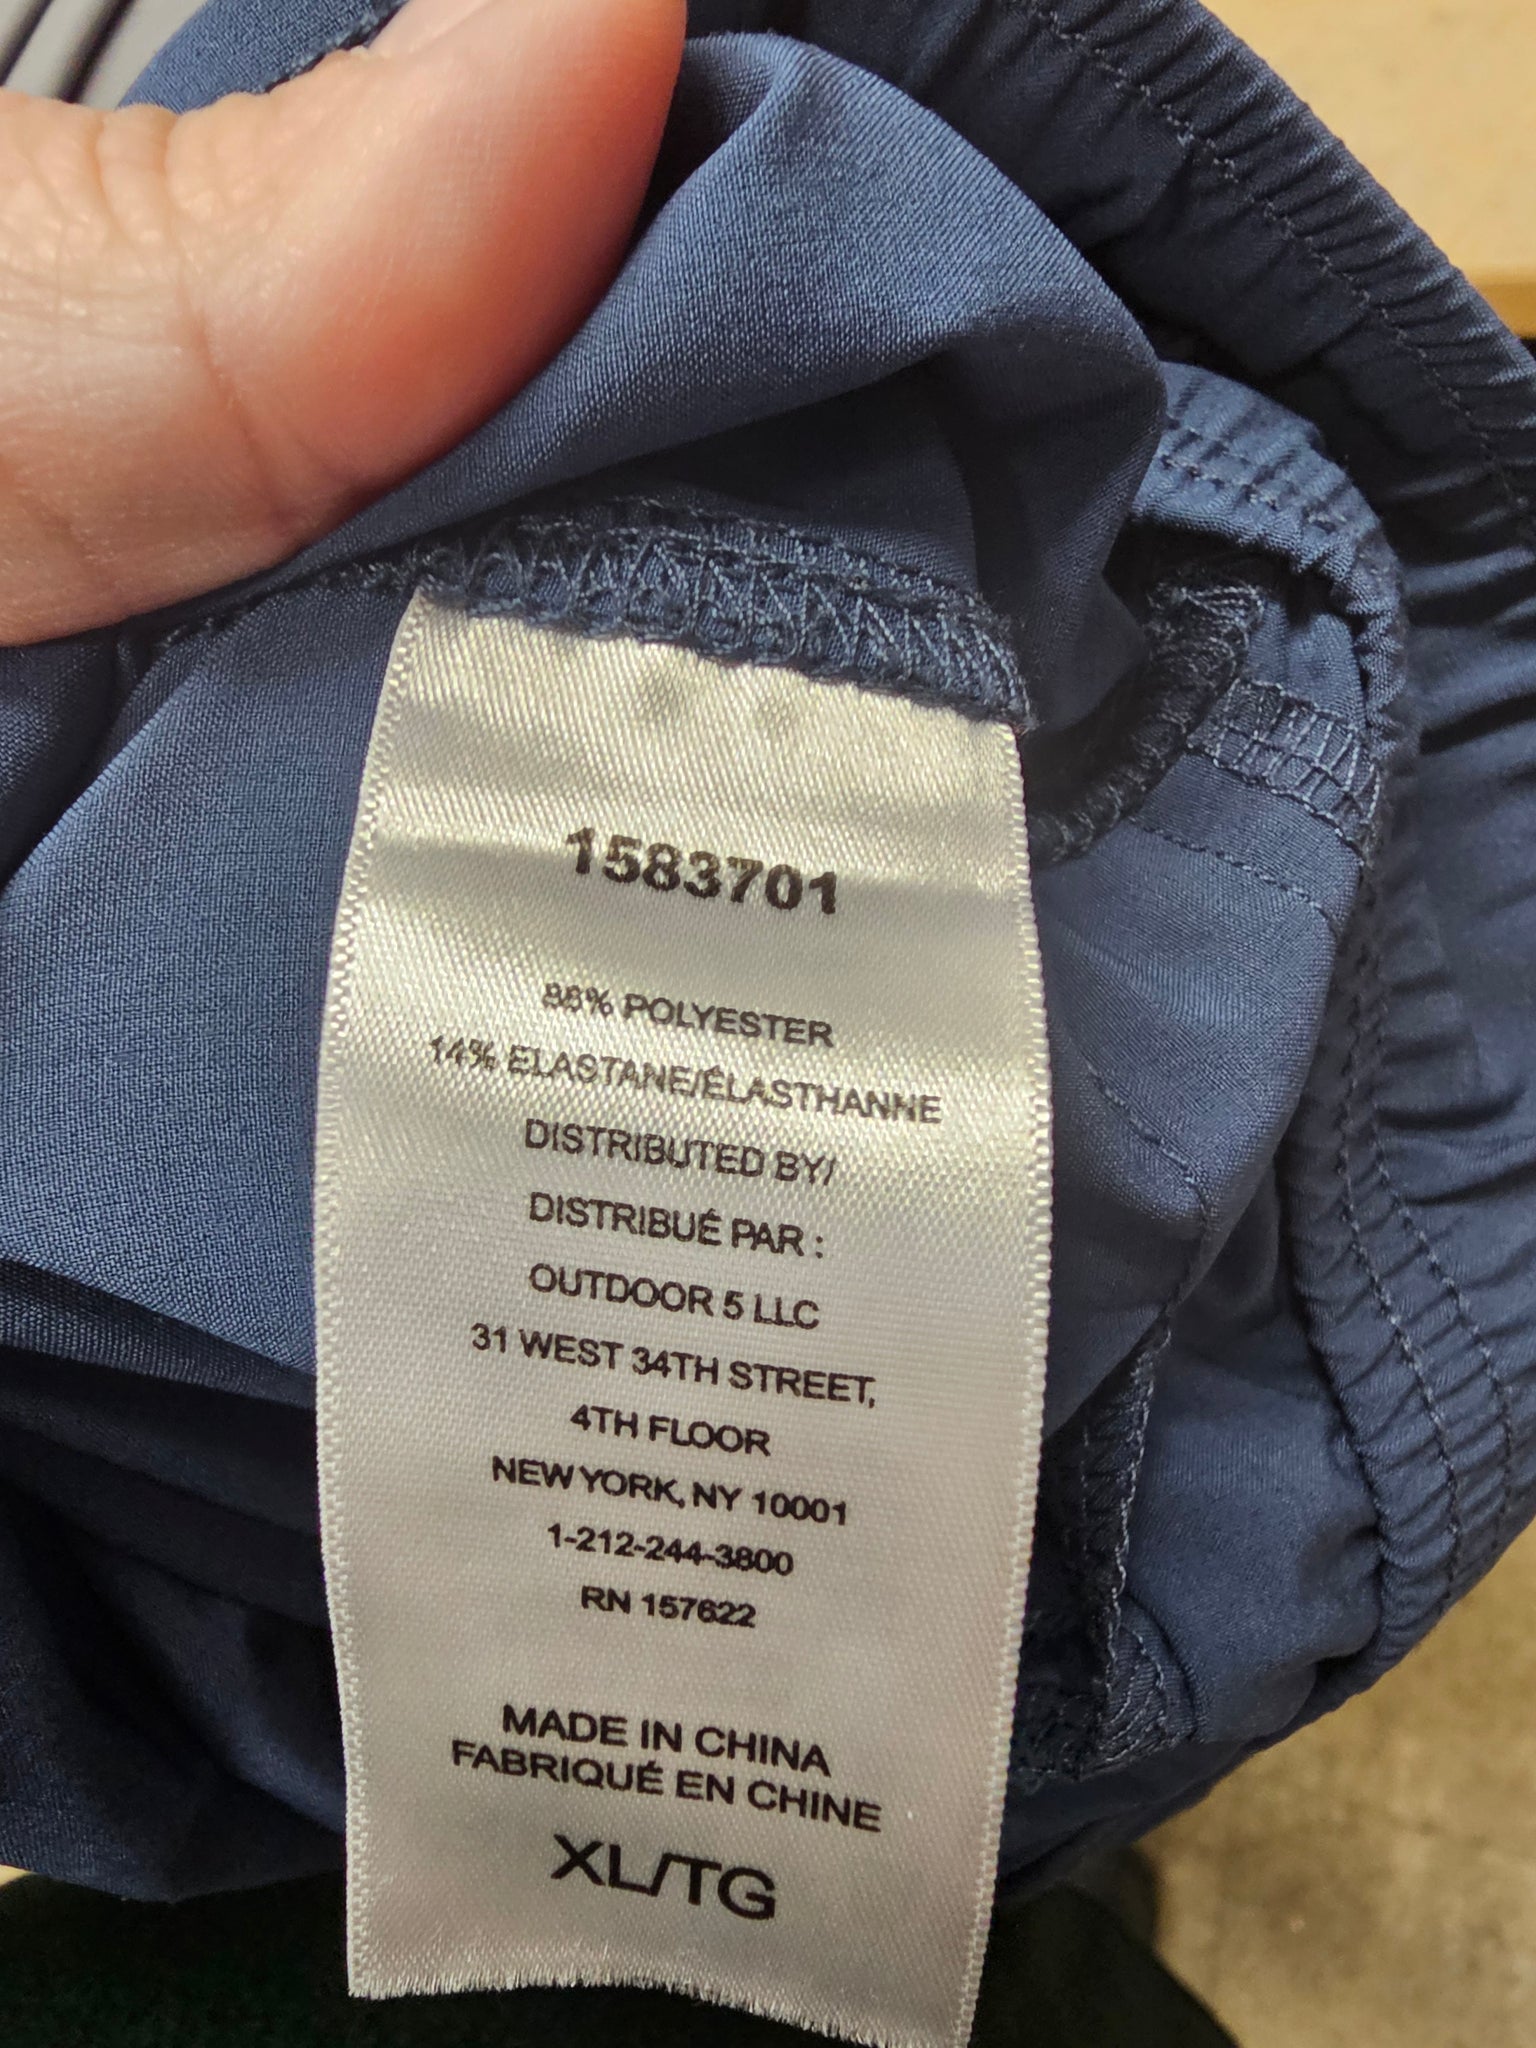 1583701
86% POLYESTER
14% ELASTANE/ÉLASTHANNE
DISTRIBUTED BY/
DISTRIBUÉ PAR :
OUTDOOR 5 LLC
31 WEST 34TH STREET,
4TH FLOOR
NEW YORK, NY 10001
1-212-244-3800
RN 157622
MADE IN CHINA
FABRIQUÉ EN CHINE
XL/TG